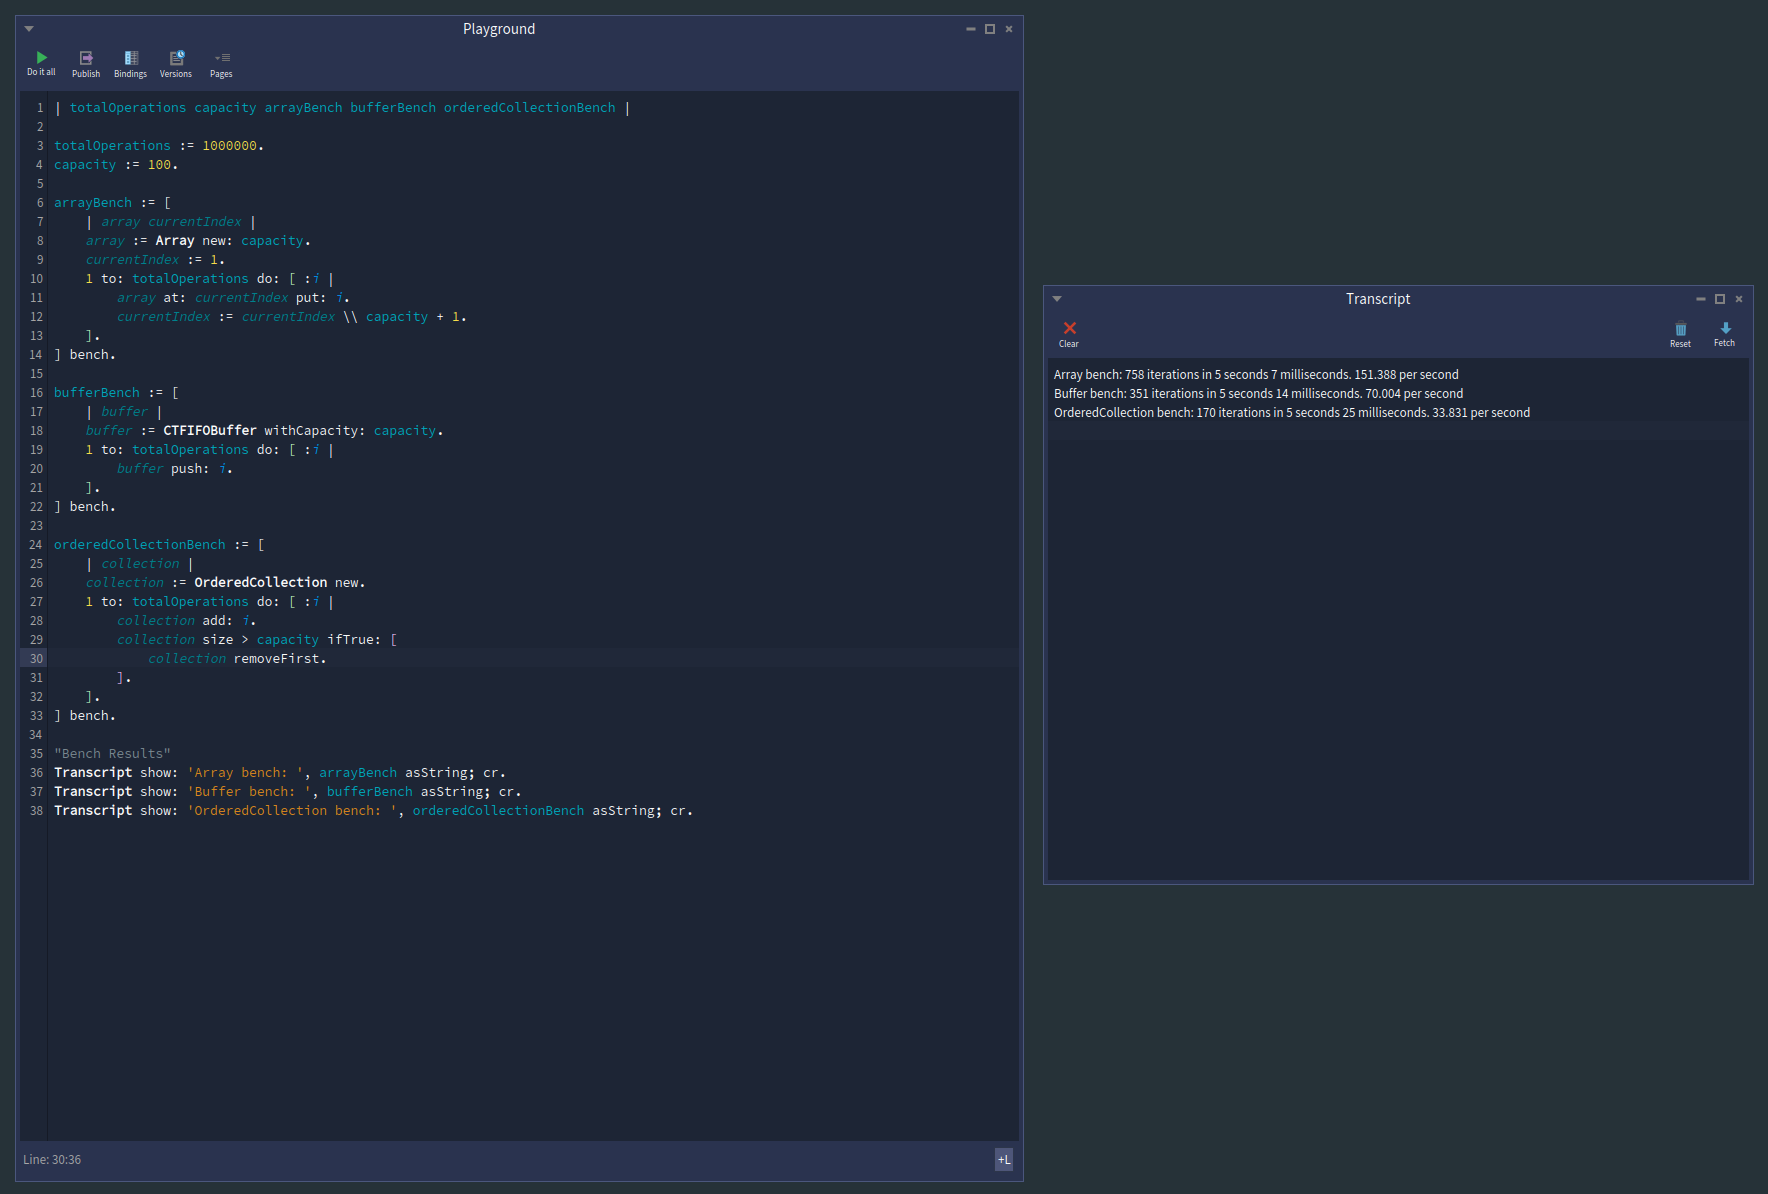 Playground
Do it all Publish Bindings Versions Pages
1 | totalOperations capacity arrayBench bufferBench orderedCollectionBench |
2
3 totalOperations := 1000000.
4 capacity := 100.
5
6 arrayBench := [
7 | array currentIndex |
8 array := Array new: capacity.
9 currentIndex := 1.
10 1 to: totalOperations do: [ :i |
11 array at: currentIndex put: i.
12 currentIndex := currentIndex \\ capacity + 1.
13 ].
14 ] bench.
15
16 bufferBench := [
17 | buffer |
18 buffer := CTFIFOBuffer withCapacity: capacity.
19 1 to: totalOperations do: [ :i |
20 buffer push: i.
21 ].
22 ] bench.
23
24 orderedCollectionBench := [
25 | collection |
26 collection := OrderedCollection new.
27 1 to: totalOperations do: [ :i |
28 collection add: i.
29 collection size > capacity ifTrue: [
30 collection removeFirst.
31 ].
32 ].
33 ] bench.
34
35 "Bench Results"
36 Transcript show: 'Array bench: ', arrayBench asString; cr.
37 Transcript show: 'Buffer bench: ', bufferBench asString; cr.
38 Transcript show: 'OrderedCollection bench: ', orderedCollectionBench asString; cr.
Line: 30:36
+L
Transcript
Clear Reset Fetch
Array bench: 758 iterations in 5 seconds 7 milliseconds. 151.388 per second
Buffer bench: 351 iterations in 5 seconds 14 milliseconds. 70.004 per second
OrderedCollection bench: 170 iterations in 5 seconds 25 milliseconds. 33.831 per second